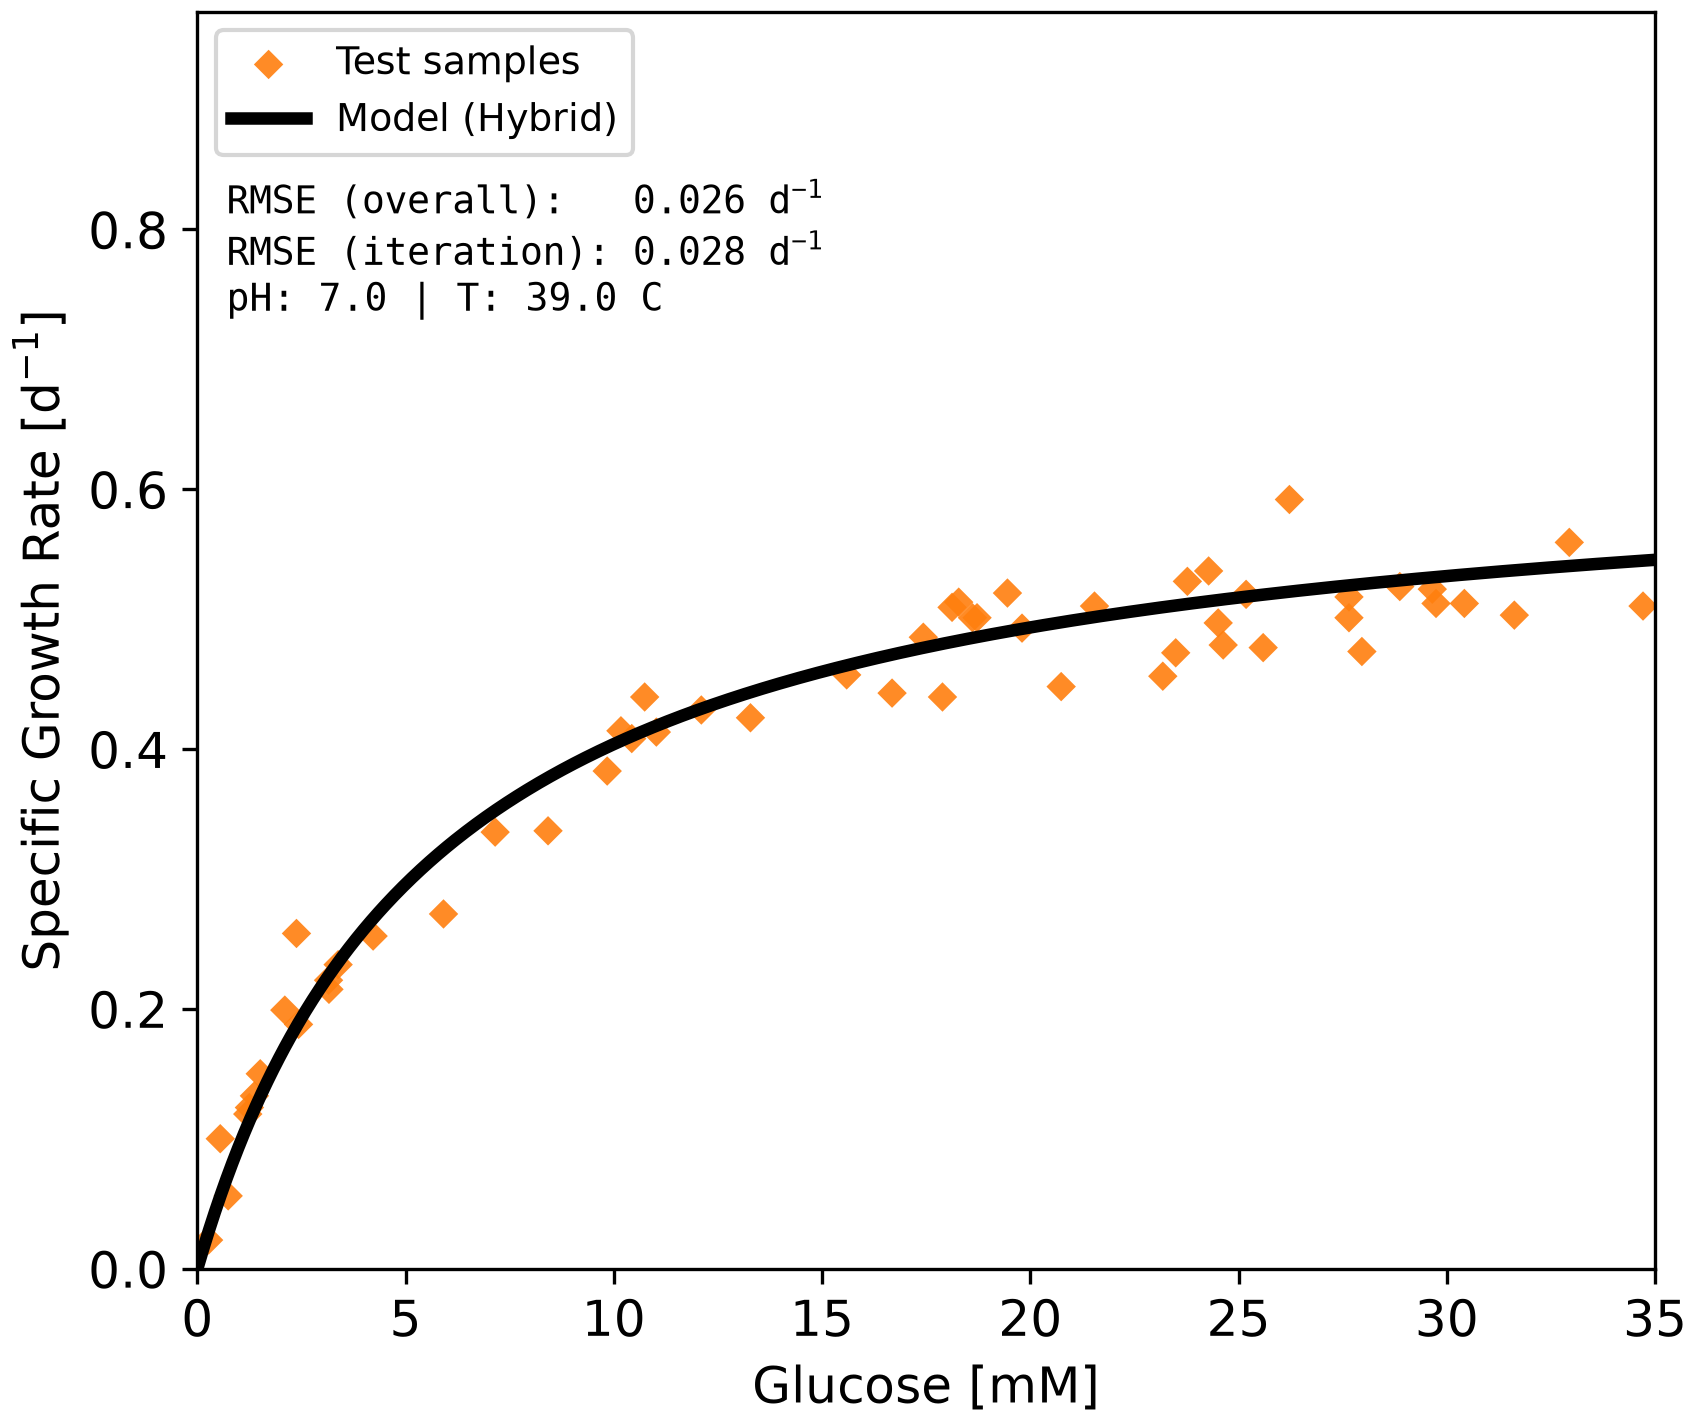 Test samples
Model (Hybrid)
RMSE (overall):   0.026 d⁻¹
RMSE (iteration): 0.028 d⁻¹
pH: 7.0 | T: 39.0 C
Specific Growth Rate [d⁻¹]
0.8
0.6
0.4
0.2
0.0
0 5 10 15 20 25 30 35
Glucose [mM]